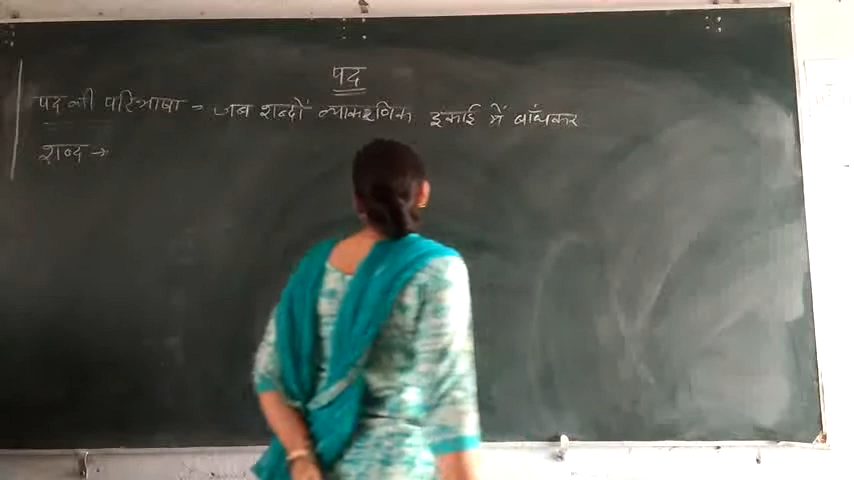 पद
पद की परिभाषा = जब शब्दों व्याकरणिक इकाई में बाँधकर
शब्द →